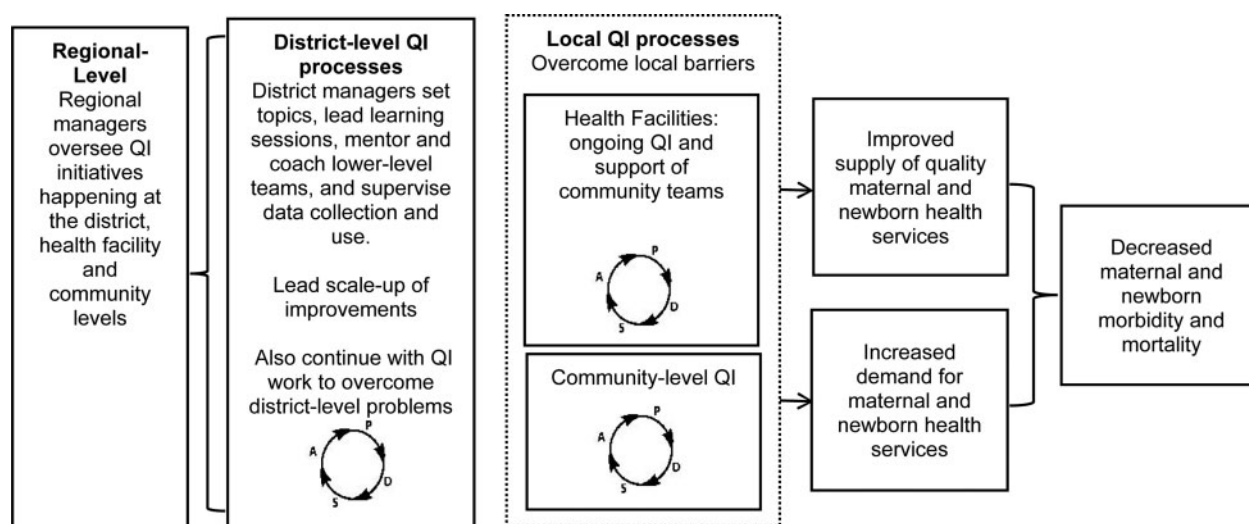 Regional-
Level
Regional
managers
oversee QI
initiatives
happening at
the district,
health facility
and
community
levels
District-level QI
processes
District managers set
topics, lead learning
sessions, mentor and
coach lower-level
teams, and supervise
data collection and
use.
Lead scale-up of
improvements
Also continue with QI
work to overcome
district-level problems
P
A
D
S
Local QI processes
Overcome local barriers
Health Facilities:
ongoing QI and
support of
community teams
P
A
D
S
Community-level QI
P
A
D
S
Improved
supply of quality
maternal and
newborn health
services
Increased
demand for
maternal and
newborn health
services
Decreased
maternal and
newborn
morbidity and
mortality